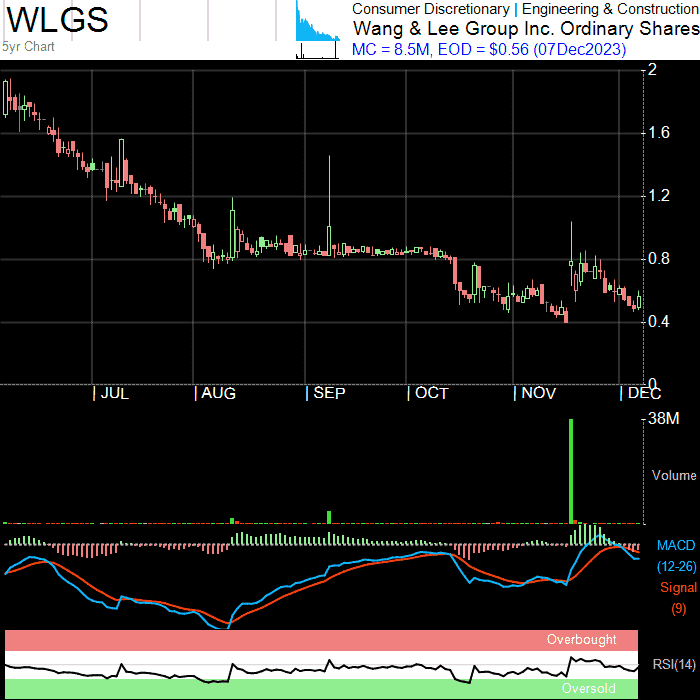 WLGS
5yr Chart
Consumer Discretionary | Engineering & Construction
Wang & Lee Group Inc. Ordinary Shares
MC = 8.5M, EOD = $0.56 (07Dec2023)
2
1.6
1.2
0.8
0.4
0
JUL AUG SEP OCT NOV DEC
38M
Volume
MACD
(12-26)
Signal
(9)
Overbought
RSI(14)
Oversold